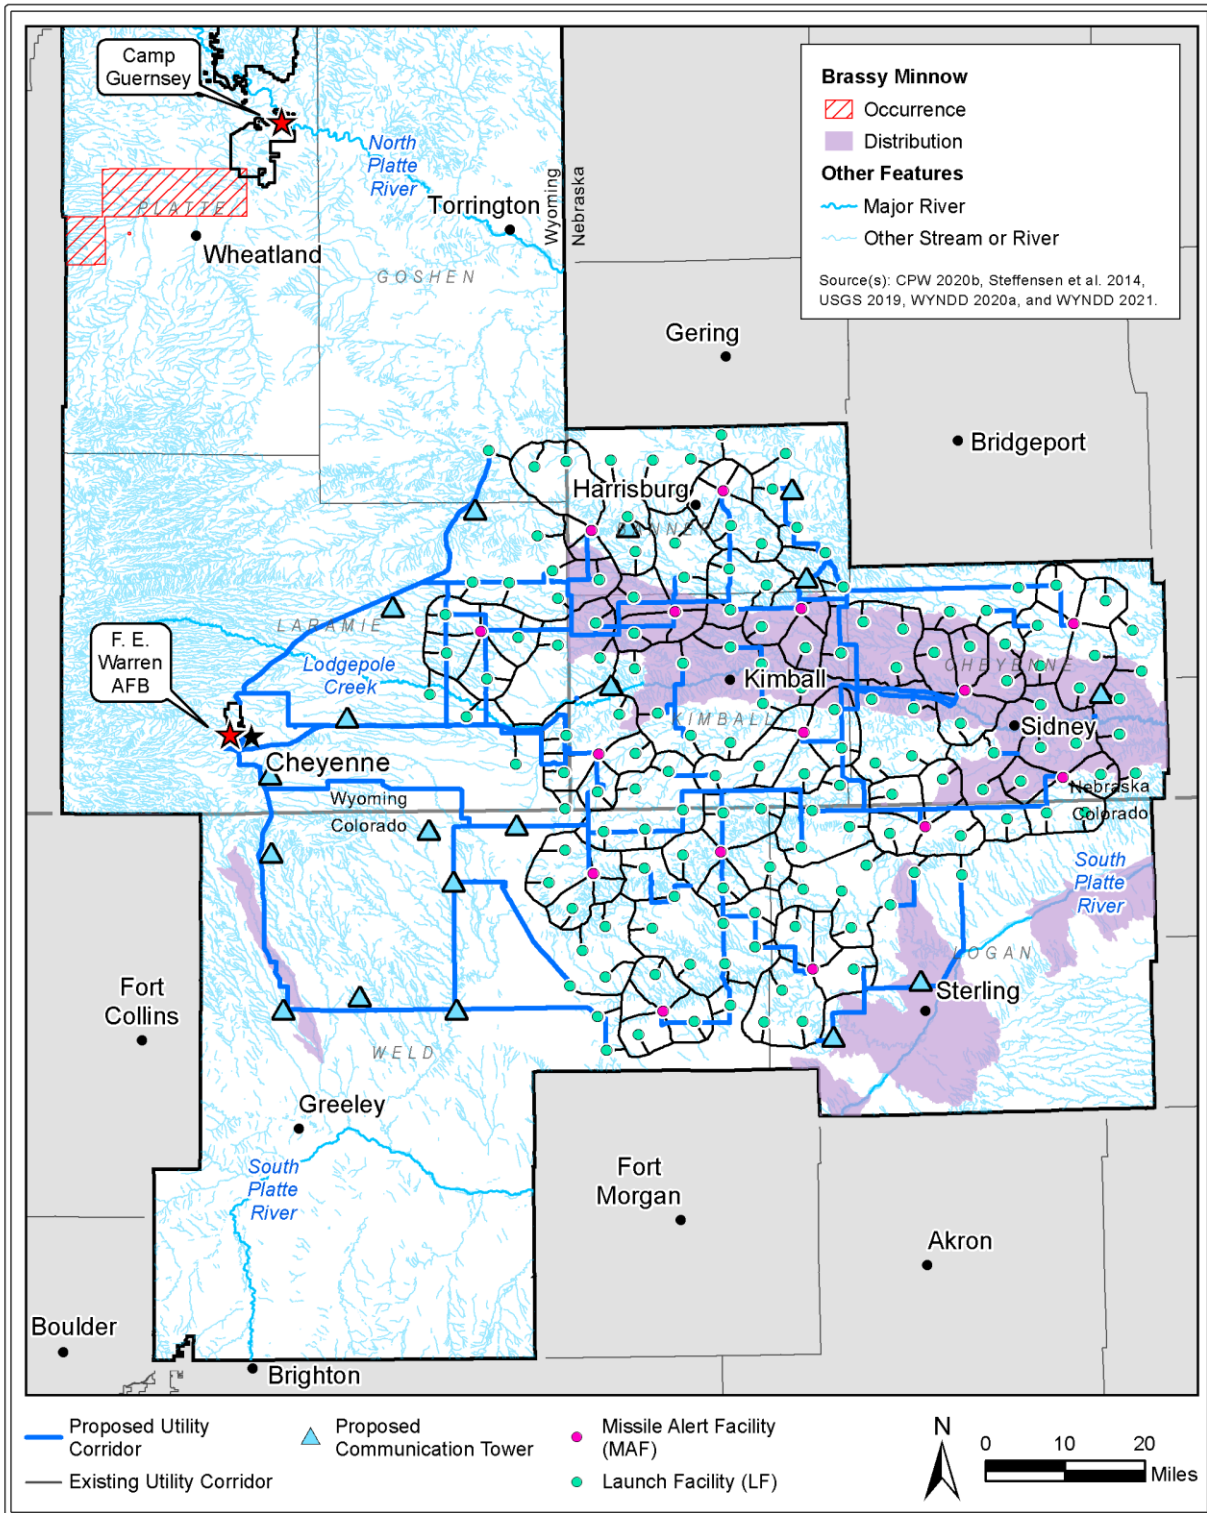 Camp
Guernsey
Brassy Minnow
Occurrence
Distribution
Other Features
Major River
Other Stream or River
Source(s): CPW 2020b, Steffensen et al. 2014,
USGS 2019, WYNDD 2020a, and WYNDD 2021.
North
Platte
River
Wyoming
Nebraska
PLATTE
Torrington
Wheatland
GOSHEN
Gering
Bridgeport
Harrisburg
BANNER
LARAMIE
F. E.
Warren
AFB
Lodgepole
Creek
CHEYENNE
Kimball
KIMBALL
Sidney
Cheyenne
Wyoming
Colorado
Nebraska
Colorado
South
Platte
River
LOGAN
Sterling
Fort
Collins
WELD
Greeley
South
Platte
River
Fort
Morgan
Akron
Boulder
Brighton
Proposed Utility
Corridor
Existing Utility Corridor
Proposed
Communication Tower
Missile Alert Facility
(MAF)
Launch Facility (LF)
N
0 10 20
Miles